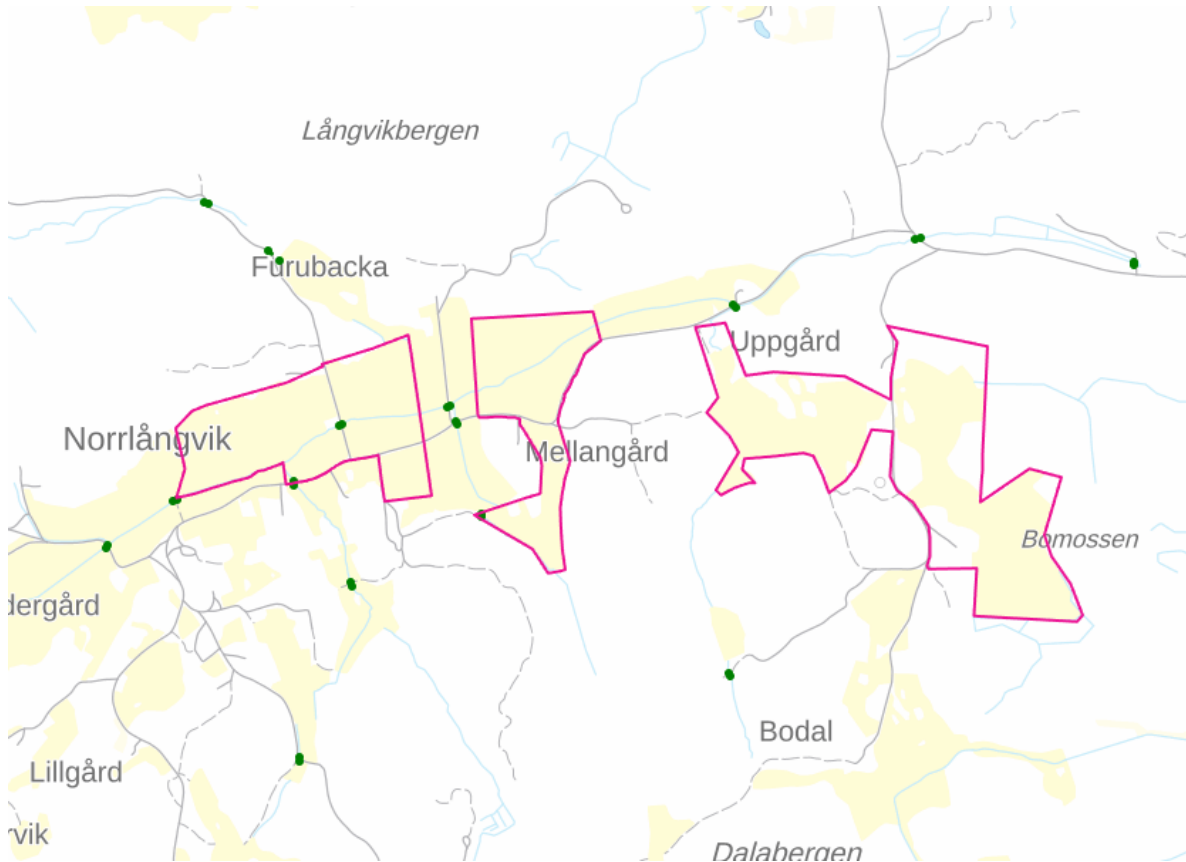 Långvikbergen
Furubacka
Uppgård
Norrlångvik
Mellangård
Bomossen
dergård
Bodal
Lillgård
rvik
Dalabergen